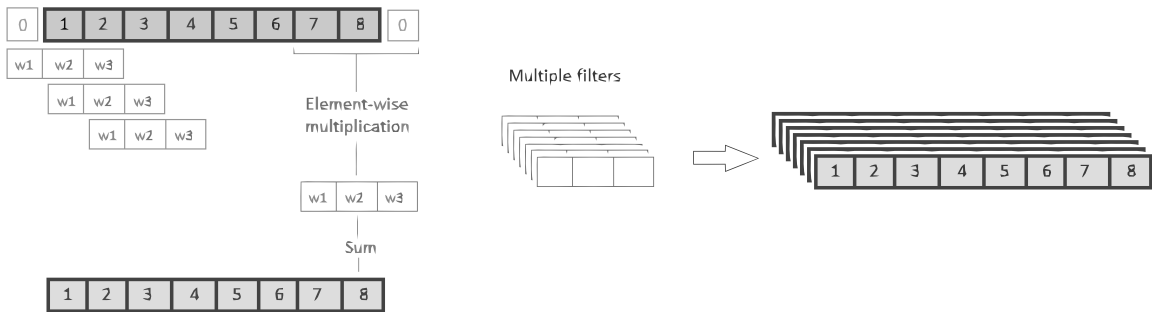 0 1 2 3 4 5 6 7 8 0
w1 w2 w3
w1 w2 w3
w1 w2 w3
Element-wise
multiplication
w1 w2 w3
Sum
1 2 3 4 5 6 7 8
Multiple filters
1 2 3 4 5 6 7 8